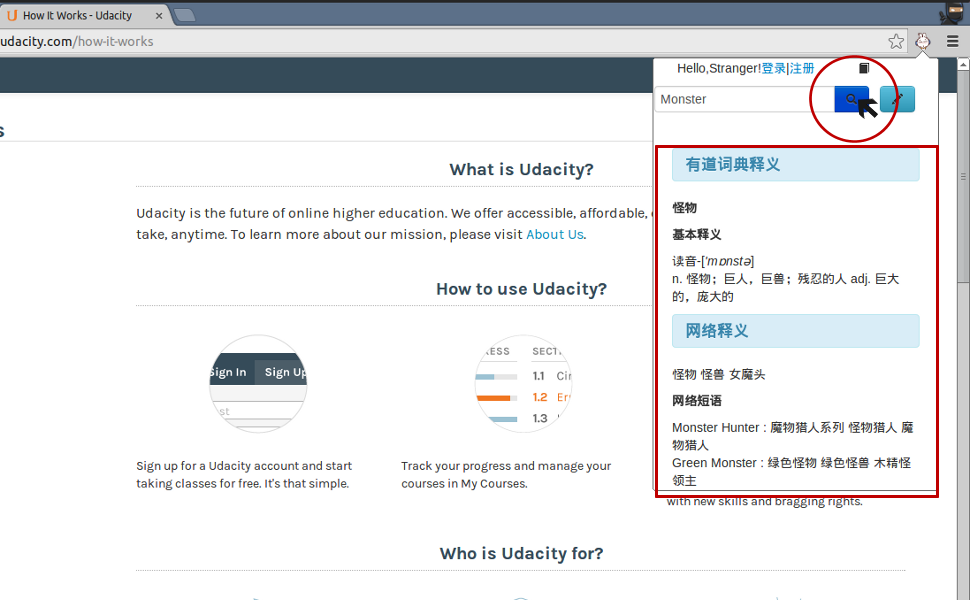 How It Works - Udacity
udacity.com/how-it-works
Hello,Stranger!登录|注册
Monster
有道词典释义
怪物
基本释义
读音-['mɒnstə]
n. 怪物；巨人，巨兽；残忍的人 adj. 巨大
的，庞大的
网络释义
怪物 怪兽 女魔头
网络短语
Monster Hunter : 魔物猎人系列 怪物猎人 魔
物猎人
Green Monster : 绿色怪物 绿色怪兽 木精怪
领主
s
What is Udacity?
Udacity is the future of online higher education. We offer accessible, affordable,
take, anytime. To learn more about our mission, please visit About Us.
How to use Udacity?
Sign In Sign Up
st
RESS SECT
1.1 Cir
1.2 Er
1.3
Sign up for a Udacity account and start
taking classes for free. It's that simple.
Track your progress and manage your
courses in My Courses.
with new skills and bragging rights.
Who is Udacity for?